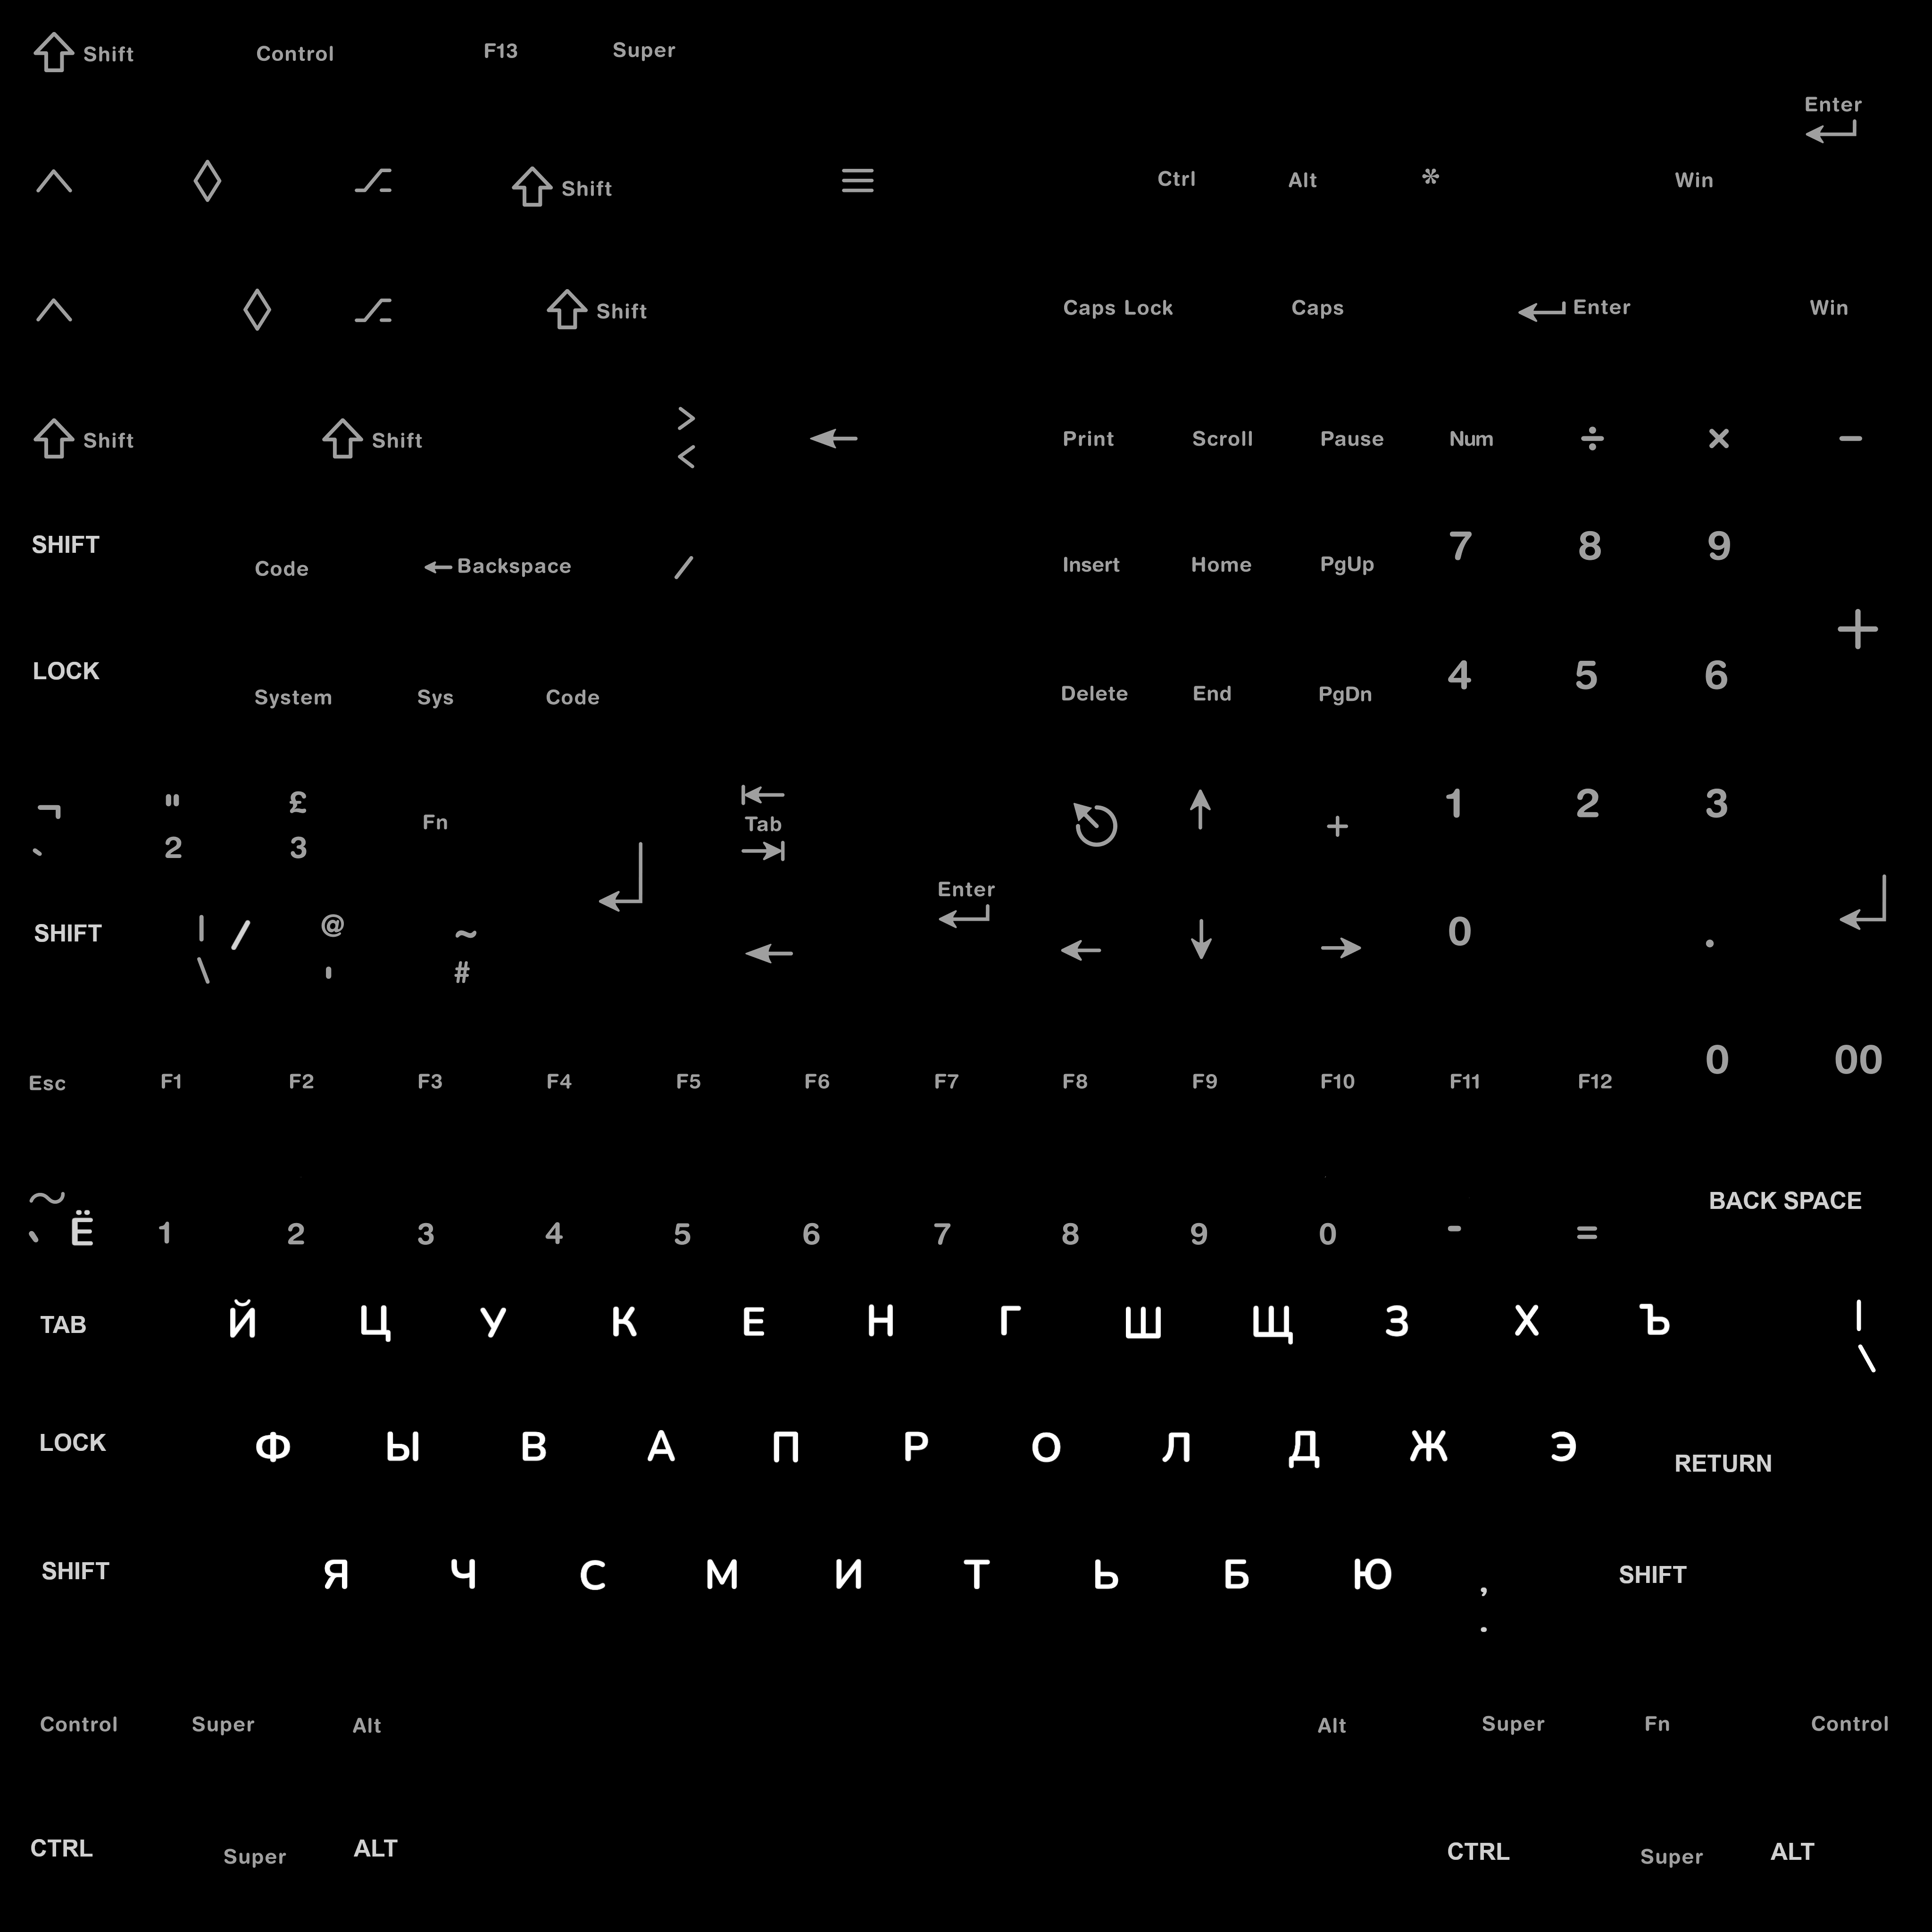 Shift Control F13 Super
Enter
Shift Ctrl Alt * Win
Shift Caps Lock Caps Enter Win
Shift Shift > Print Scroll Pause Num ÷ × −
<
SHIFT Code Backspace / Insert Home PgUp 7 8 9
+
LOCK System Sys Code Delete End PgDn 4 5 6
¬ " £ Fn Tab + 1 2 3
` 2 3
Enter
SHIFT | / @ ~ 0 .
\ ' #
Esc F1 F2 F3 F4 F5 F6 F7 F8 F9 F10 F11 F12 0 00
~ BACK SPACE
` Ё 1 2 3 4 5 6 7 8 9 0 - =
TAB Й Ц У К Е Н Г Ш Щ З Х Ъ |
\
LOCK Ф Ы В А П Р О Л Д Ж Э RETURN
SHIFT Я Ч С М И Т Ь Б Ю , SHIFT
.
Control Super Alt Alt Super Fn Control
CTRL Super ALT CTRL Super ALT